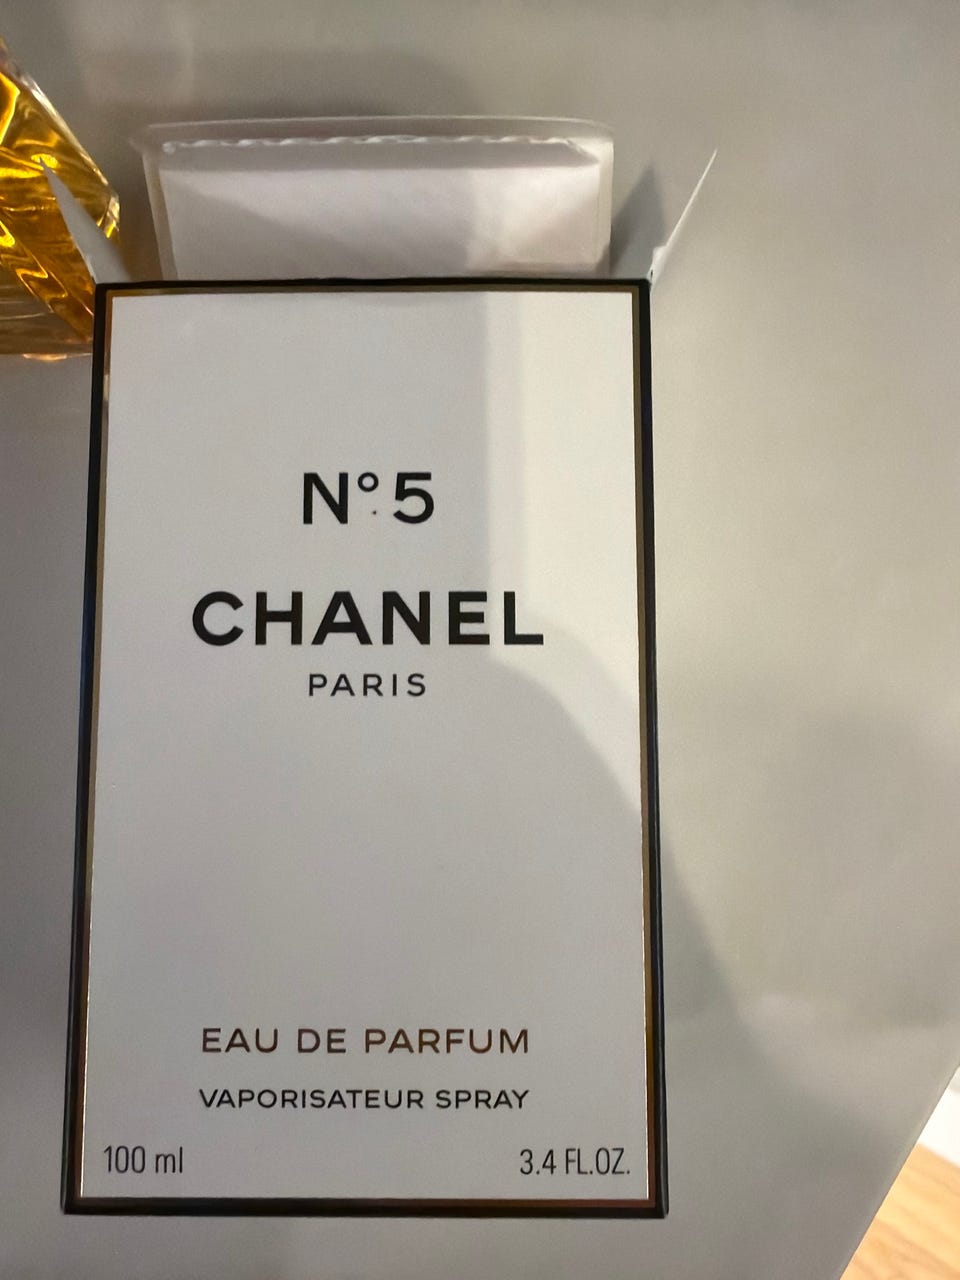 N°5
CHANEL
PARIS
EAU DE PARFUM
VAPORISATEUR SPRAY
100 ml 3.4 FL.OZ.